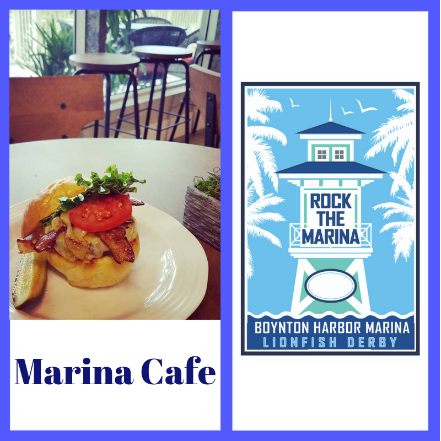 Marina Cafe
ROCK
THE
MARINA
BOYNTON HARBOR MARINA
LIONFISH DERBY